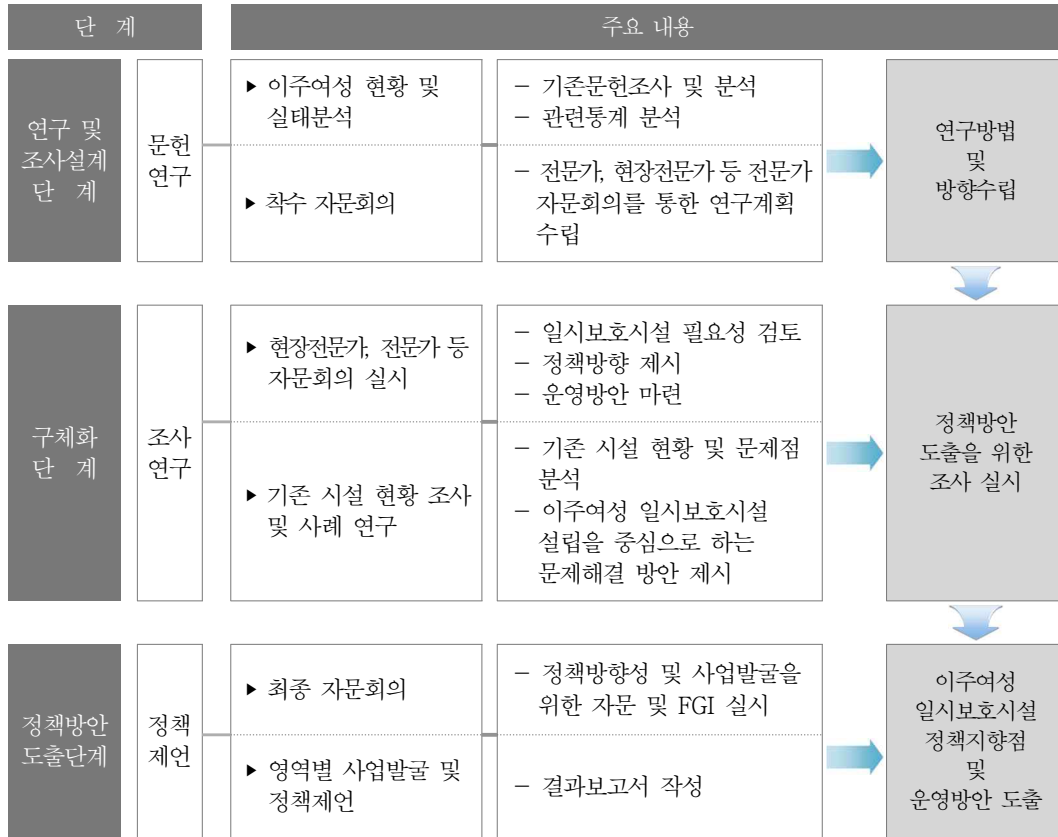 단 계
주요 내용
연구 및
조사설계
단 계
문헌
연구
▶ 이주여성 현황 및
실태분석
▶ 착수 자문회의
– 기존문헌조사 및 분석
– 관련통계 분석
– 전문가, 현장전문가 등 전문가
자문회의를 통한 연구계획
수립
연구방법
및
방향수립
구체화
단 계
조사
연구
▶ 현장전문가, 전문가 등
자문회의 실시
▶ 기존 시설 현황 조사
및 사례 연구
– 일시보호시설 필요성 검토
– 정책방향 제시
– 운영방안 마련
– 기존 시설 현황 및 문제점
분석
– 이주여성 일시보호시설
설립을 중심으로 하는
문제해결 방안 제시
정책방안
도출을 위한
조사 실시
정책방안
도출단계
정책
제언
▶ 최종 자문회의
▶ 영역별 사업발굴 및
정책제언
– 정책방향성 및 사업발굴을
위한 자문 및 FGI 실시
– 결과보고서 작성
이주여성
일시보호시설
정책지향점
및
운영방안 도출